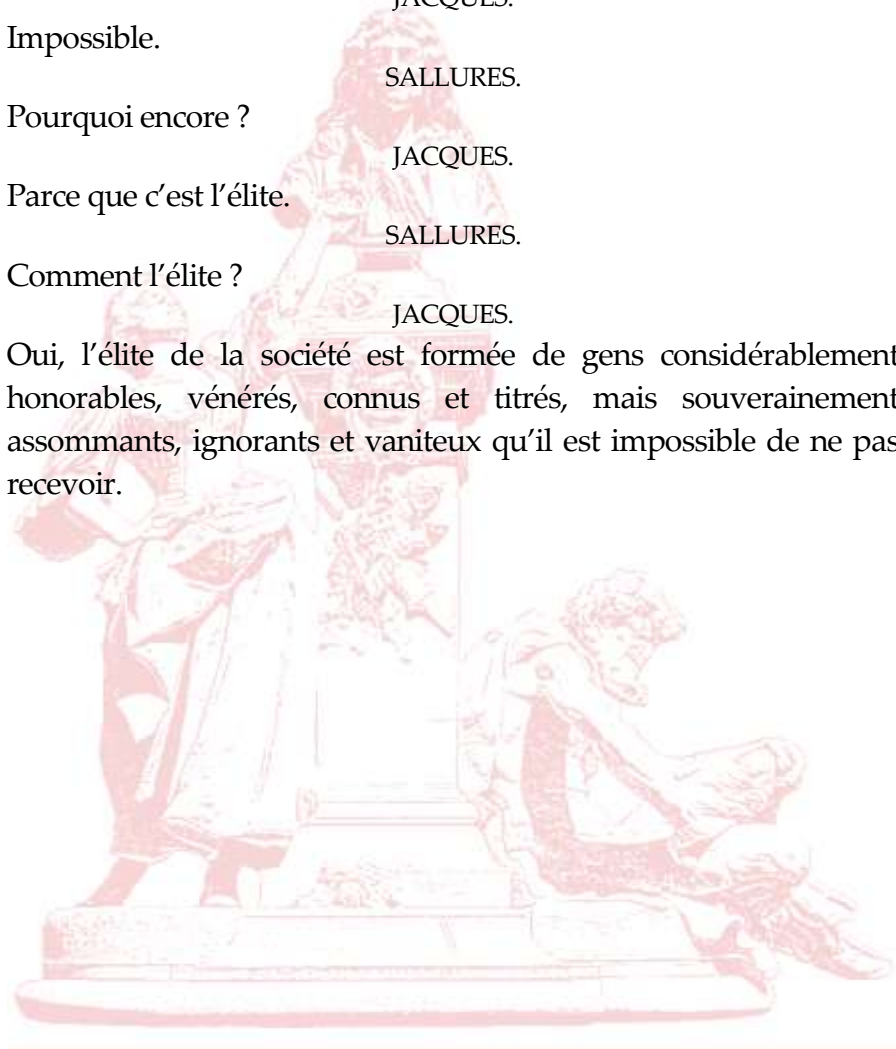 JACQUES.
Impossible.
SALLURES.
Pourquoi encore ?
JACQUES.
Parce que c’est l’élite.
SALLURES.
Comment l’élite ?
JACQUES.
Oui, l’élite de la société est formée de gens considérablement
honorables, vénérés, connus et titrés, mais souverainement
assommants, ignorants et vaniteux qu’il est impossible de ne pas
recevoir.